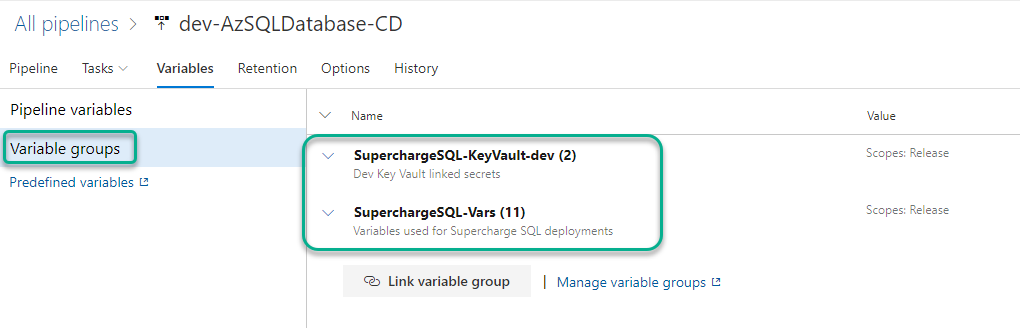 All pipelines > dev-AzSQLDatabase-CD
Pipeline Tasks Variables Retention Options History
Pipeline variables
Variable groups
Predefined variables
Name Value
SuperchargeSQL-KeyVault-dev (2) Scopes: Release
Dev Key Vault linked secrets
SuperchargeSQL-Vars (11) Scopes: Release
Variables used for Supercharge SQL deployments
Link variable group | Manage variable groups